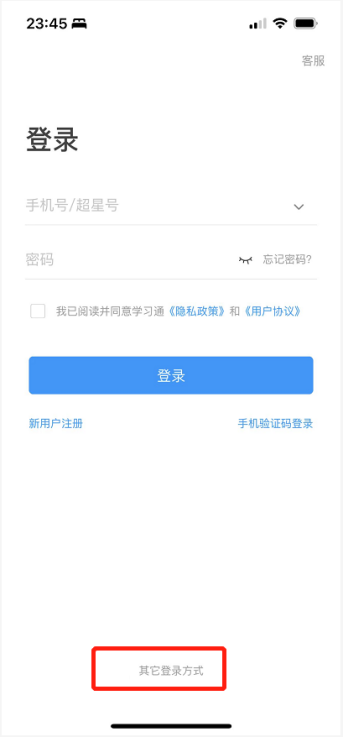 23:45
客服
登录
手机号/超星号
密码
忘记密码?
我已阅读并同意学习通《隐私政策》和《用户协议》
登录
新用户注册
手机验证码登录
其它登录方式